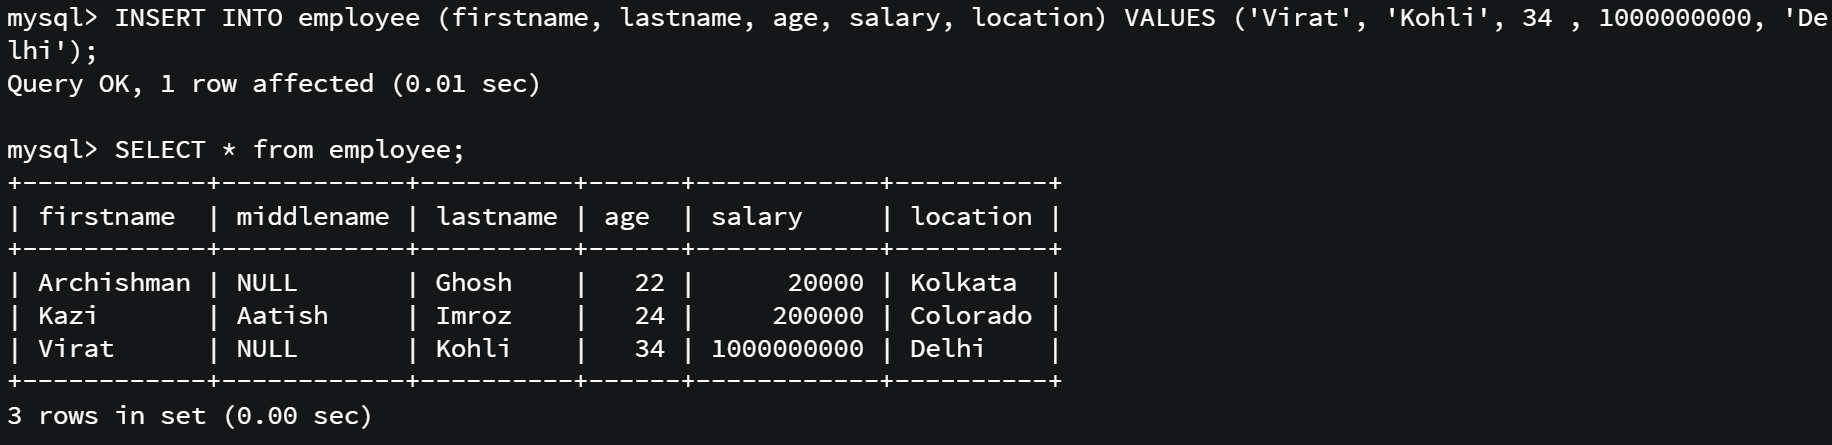 mysql> INSERT INTO employee (firstname, lastname, age, salary, location) VALUES ('Virat', 'Kohli', 34 , 1000000000, 'De
lhi');
Query OK, 1 row affected (0.01 sec)

mysql> SELECT * from employee;
+------------+------------+----------+------+------------+----------+
| firstname  | middlename | lastname | age  | salary     | location |
+------------+------------+----------+------+------------+----------+
| Archishman | NULL       | Ghosh    |   22 |      20000 | Kolkata  |
| Kazi       | Aatish     | Imroz    |   24 |     200000 | Colorado |
| Virat      | NULL       | Kohli    |   34 | 1000000000 | Delhi    |
+------------+------------+----------+------+------------+----------+
3 rows in set (0.00 sec)